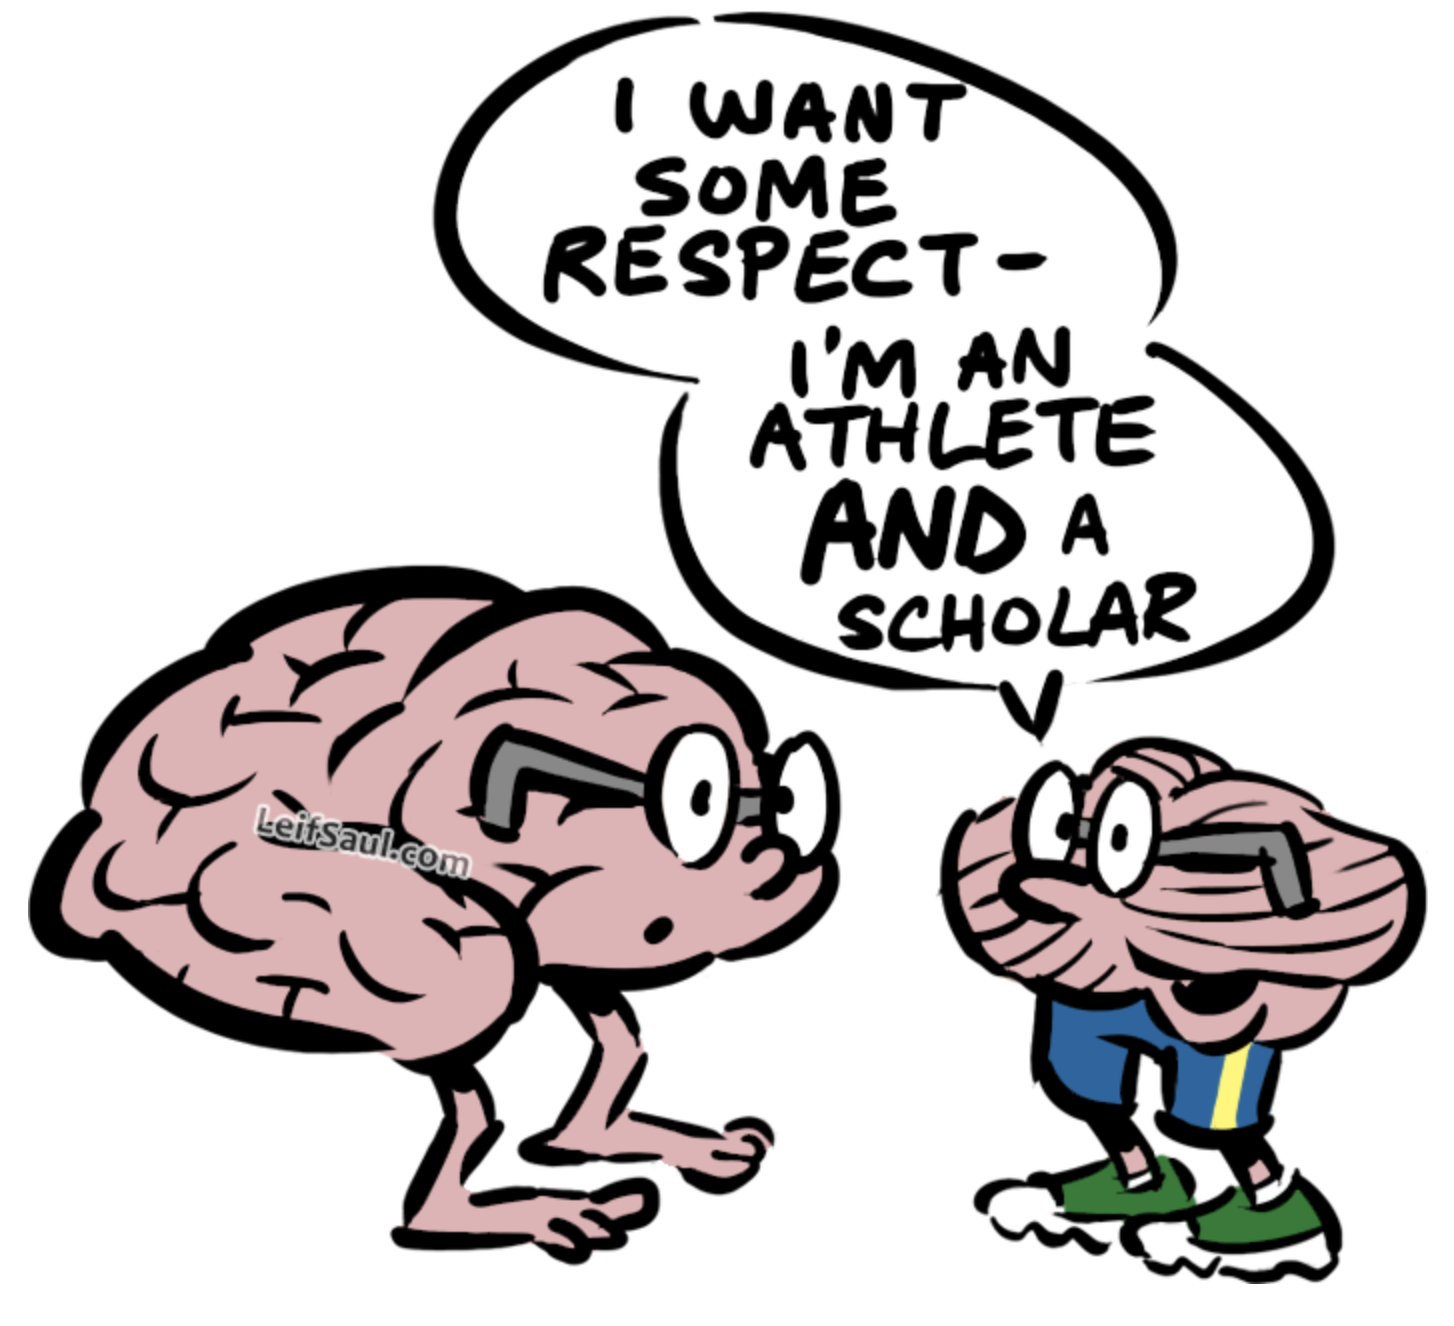 I WANT
SOME
RESPECT-
I'M AN
ATHLETE
AND A
SCHOLAR
LeifSaul.com